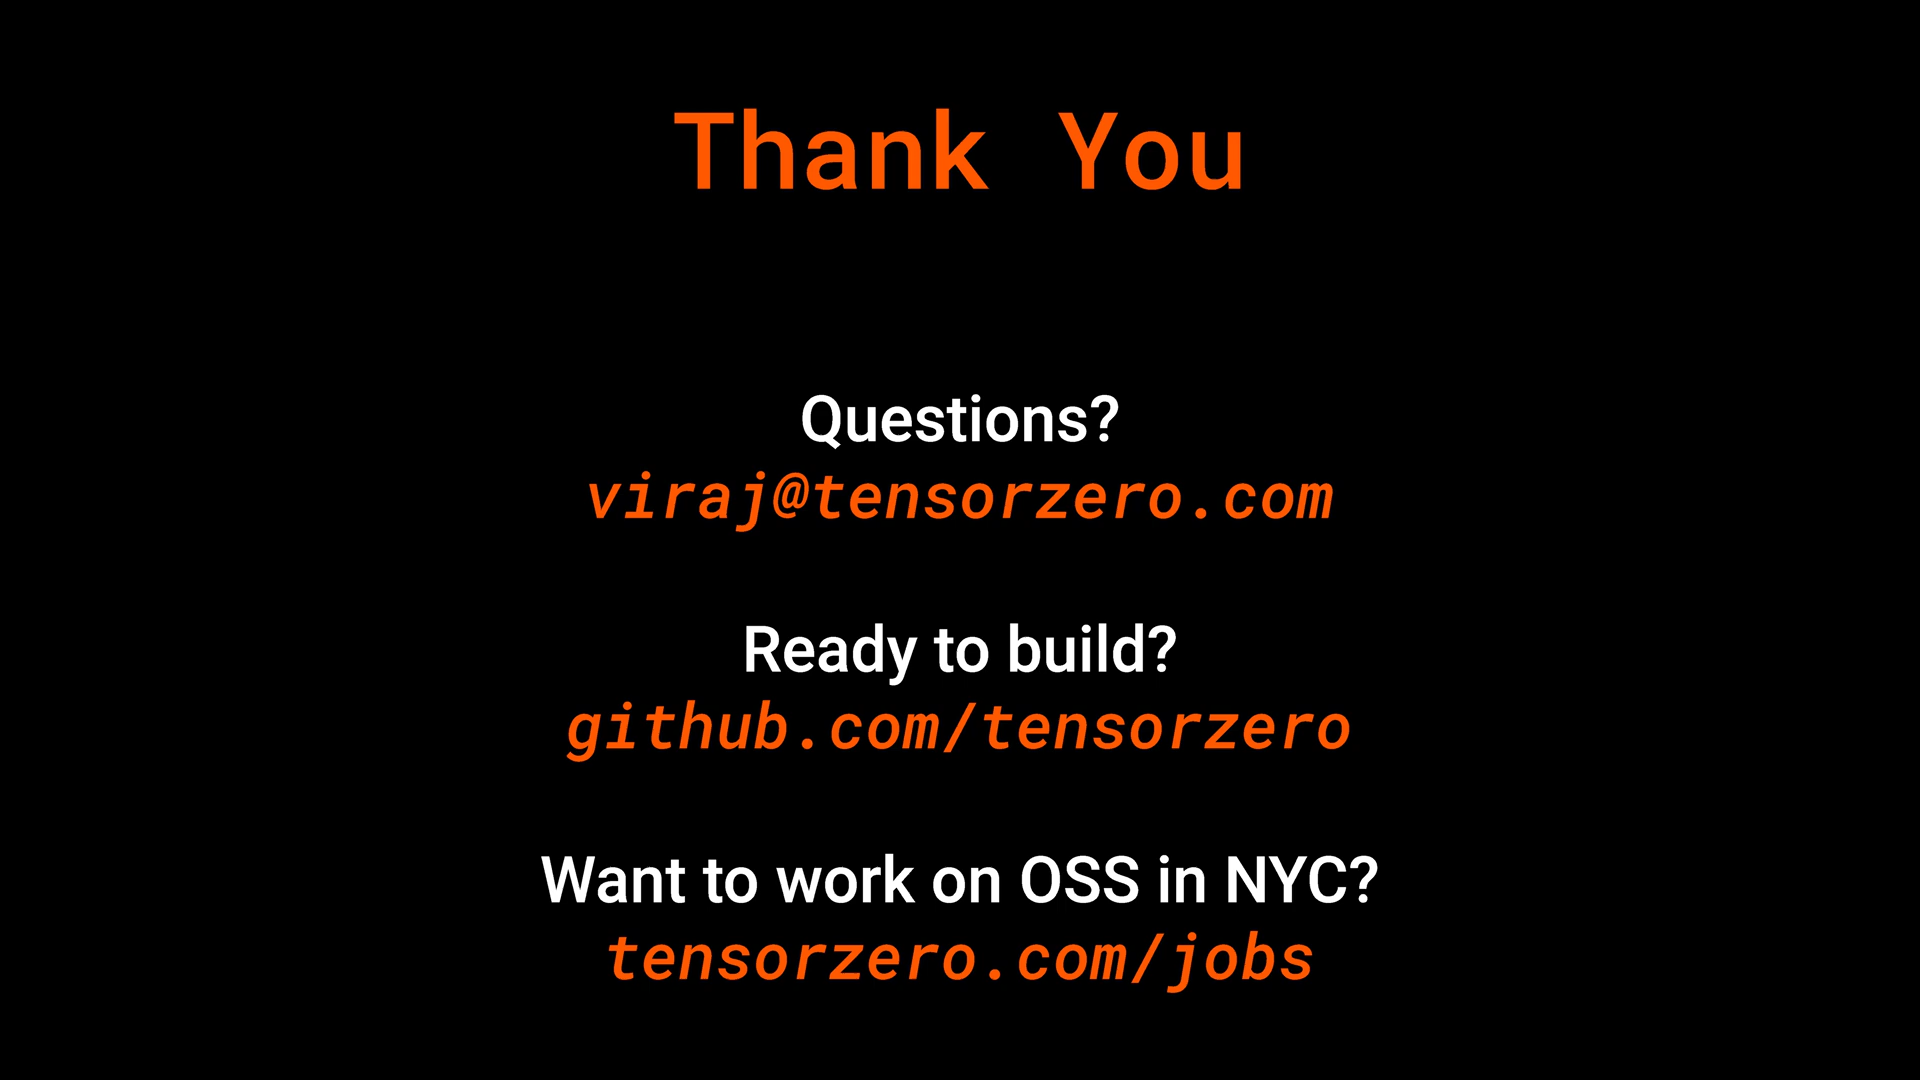 Thank You
Questions?
viraj@tensorzero.com
Ready to build?
github.com/tensorzero
Want to work on OSS in NYC?
tensorzero.com/jobs